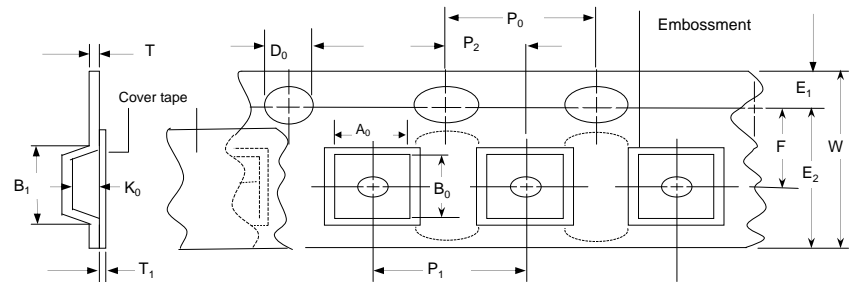 P0
Embossment
T
D0
P2
E1
Cover tape
A0
F
W
B1
K0
B0
E2
T1
P1